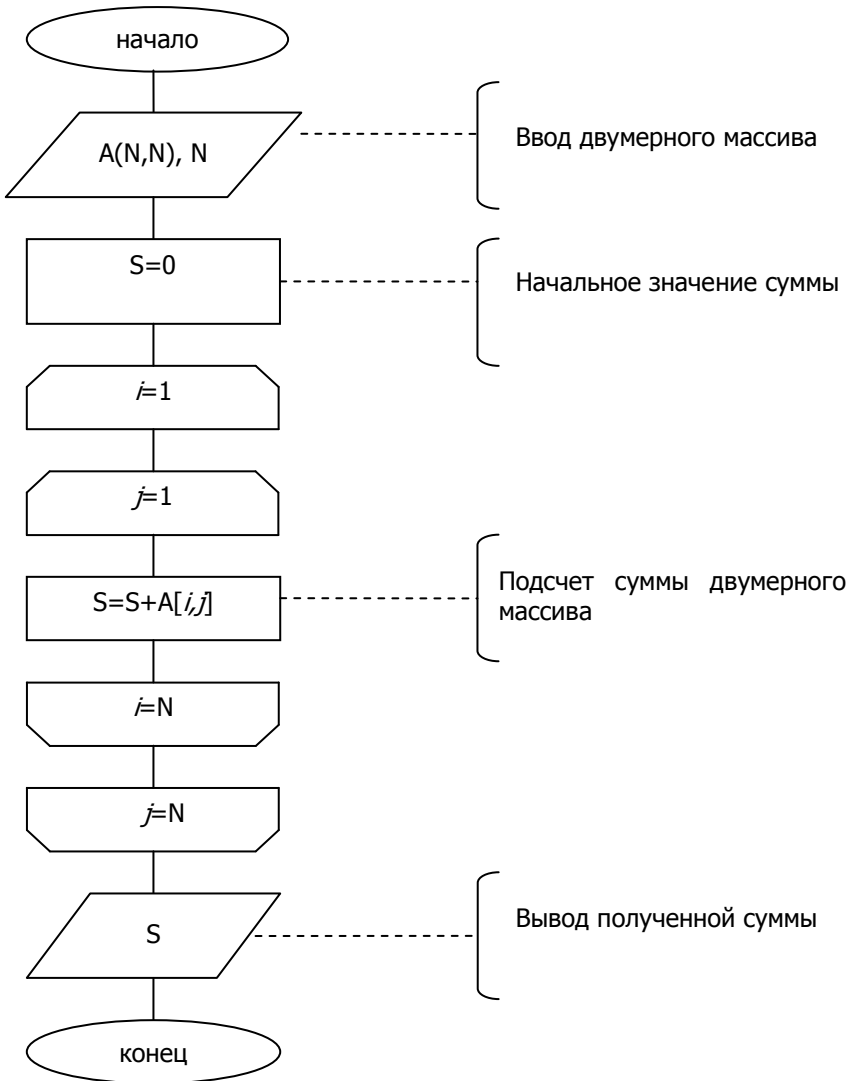 начало
A(N,N), N
Ввод двумерного массива
S=0
Начальное значение суммы
i=1
j=1
S=S+A[i,j]
Подсчет суммы двумерного
массива
i=N
j=N
S
Вывод полученной суммы
конец